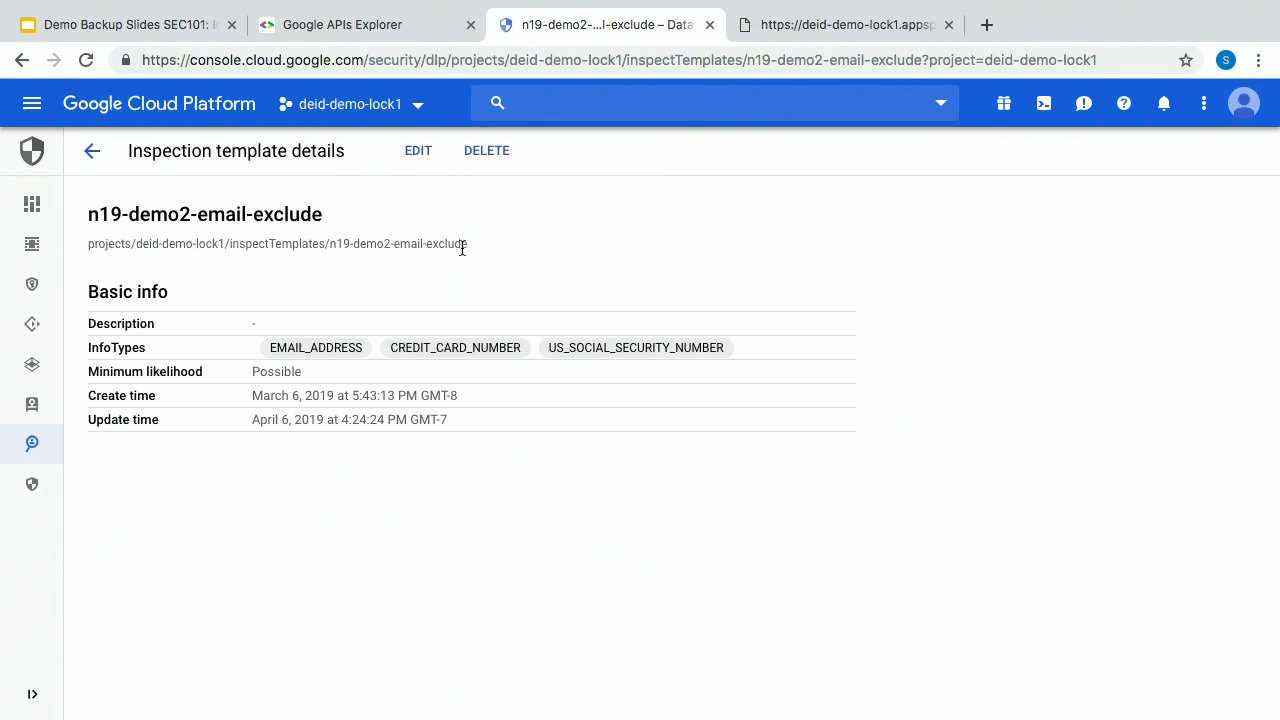 Demo Backup Slides SEC101:
Google APIs Explorer
n19-demo2-...l-exclude – Data
https://deid-demo-lock1.appsp
https://console.cloud.google.com/security/dlp/projects/deid-demo-lock1/inspectTemplates/n19-demo2-email-exclude?project=deid-demo-lock1
S
Google Cloud Platform
deid-demo-lock1
Inspection template details
EDIT
DELETE
n19-demo2-email-exclude
projects/deid-demo-lock1/inspectTemplates/n19-demo2-email-exclude
Basic info
Description -
InfoTypes EMAIL_ADDRESS CREDIT_CARD_NUMBER US_SOCIAL_SECURITY_NUMBER
Minimum likelihood Possible
Create time March 6, 2019 at 5:43:13 PM GMT-8
Update time April 6, 2019 at 4:24:24 PM GMT-7